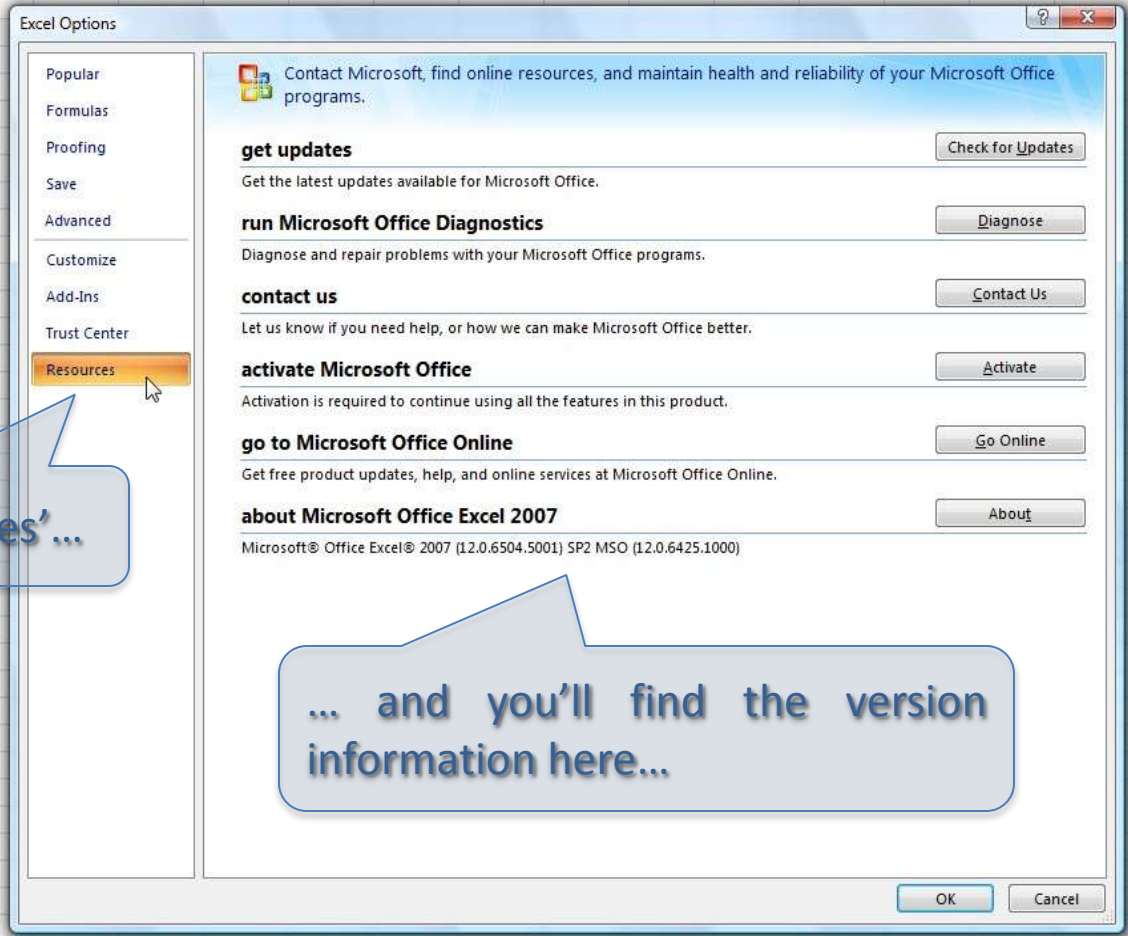 Excel Options
Popular
Formulas
Proofing
Save
Advanced
Customize
Add-Ins
Trust Center
Resources
Contact Microsoft, find online resources, and maintain health and reliability of your Microsoft Office
programs.
get updates
Check for Updates
Get the latest updates available for Microsoft Office.
run Microsoft Office Diagnostics
Diagnose
Diagnose and repair problems with your Microsoft Office programs.
contact us
Contact Us
Let us know if you need help, or how we can make Microsoft Office better.
activate Microsoft Office
Activate
Activation is required to continue using all the features in this product.
go to Microsoft Office Online
Go Online
Get free product updates, help, and online services at Microsoft Office Online.
about Microsoft Office Excel 2007
About
Microsoft® Office Excel® 2007 (12.0.6504.5001) SP2 MSO (12.0.6425.1000)
es’...
... and you’ll find the version
information here...
OK
Cancel